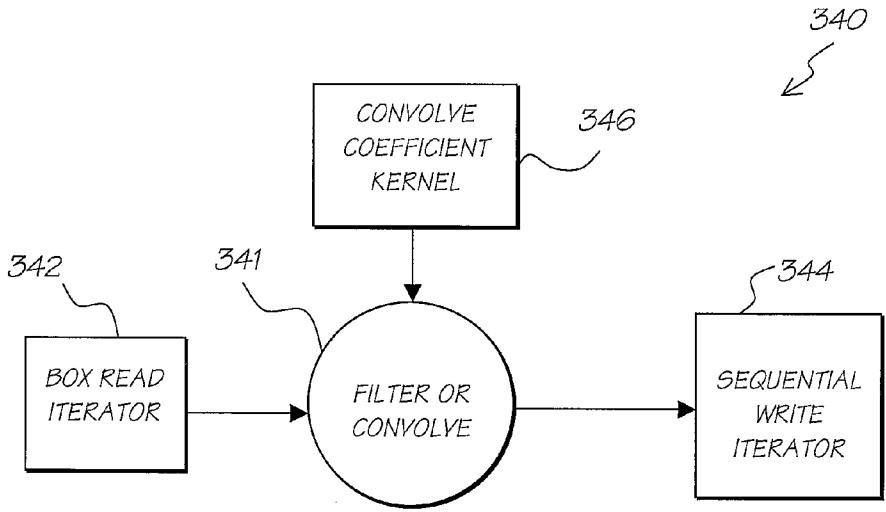 340
CONVOLVE
COEFFICIENT
KERNEL
346
342
341
344
BOX READ
ITERATOR
FILTER OR
CONVOLVE
SEQUENTIAL
WRITE
ITERATOR